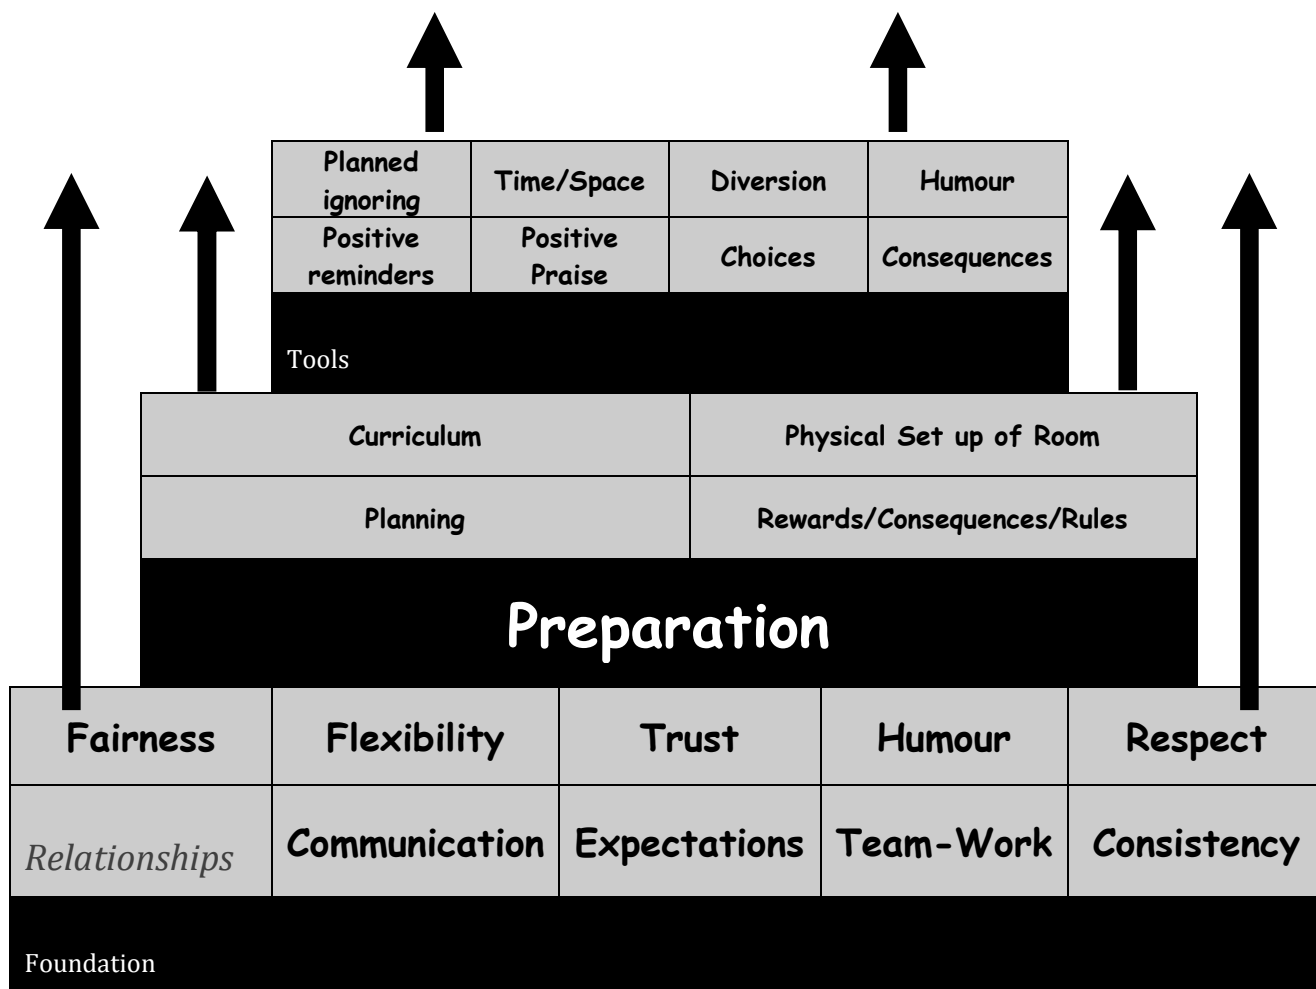 Planned ignoring Time/Space Diversion Humour
Positive reminders Positive Praise Choices Consequences
Tools
Curriculum Physical Set up of Room
Planning Rewards/Consequences/Rules
Preparation
Fairness Flexibility Trust Humour Respect
Relationships Communication Expectations Team-Work Consistency
Foundation